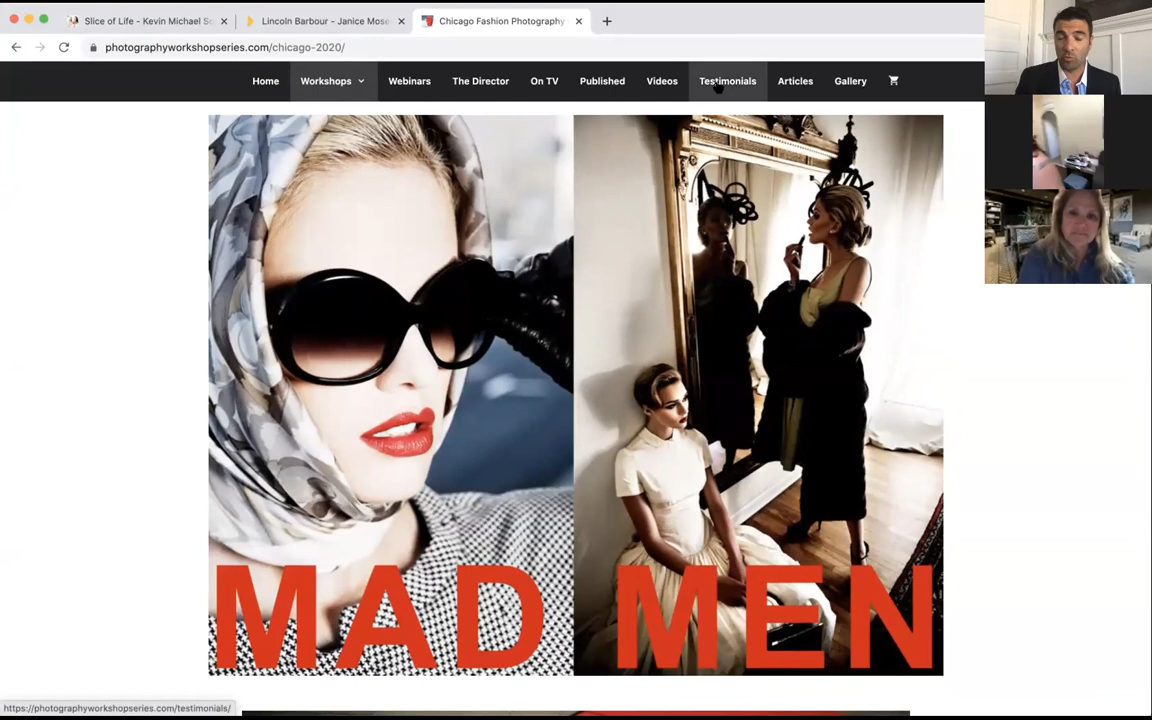 Slice of Life - Kevin Michael S
Lincoln Barbour - Janice Mose
Chicago Fashion Photography
photographyworkshopseries.com/chicago-2020/
Home Workshops Webinars The Director On TV Published Videos Testimonials Articles Gallery
MAD MEN
https://photographyworkshopseries.com/testimonials/